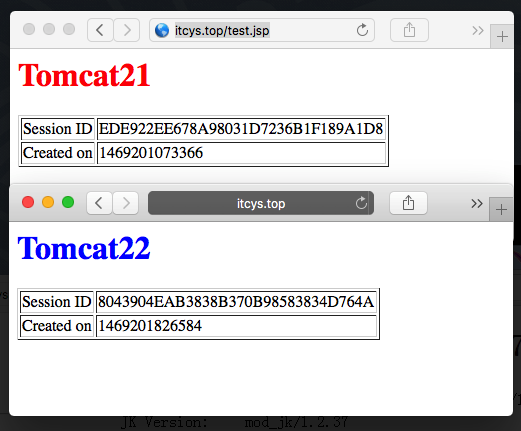 itcys.top/test.jsp
Tomcat21
Session ID EDE922EE678A98031D7236B1F189A1D8
Created on 1469201073366
itcys.top
Tomcat22
Session ID 8043904EAB3838B370B98583834D764A
Created on 1469201826584
JK Version: mod_jk/1.2.37